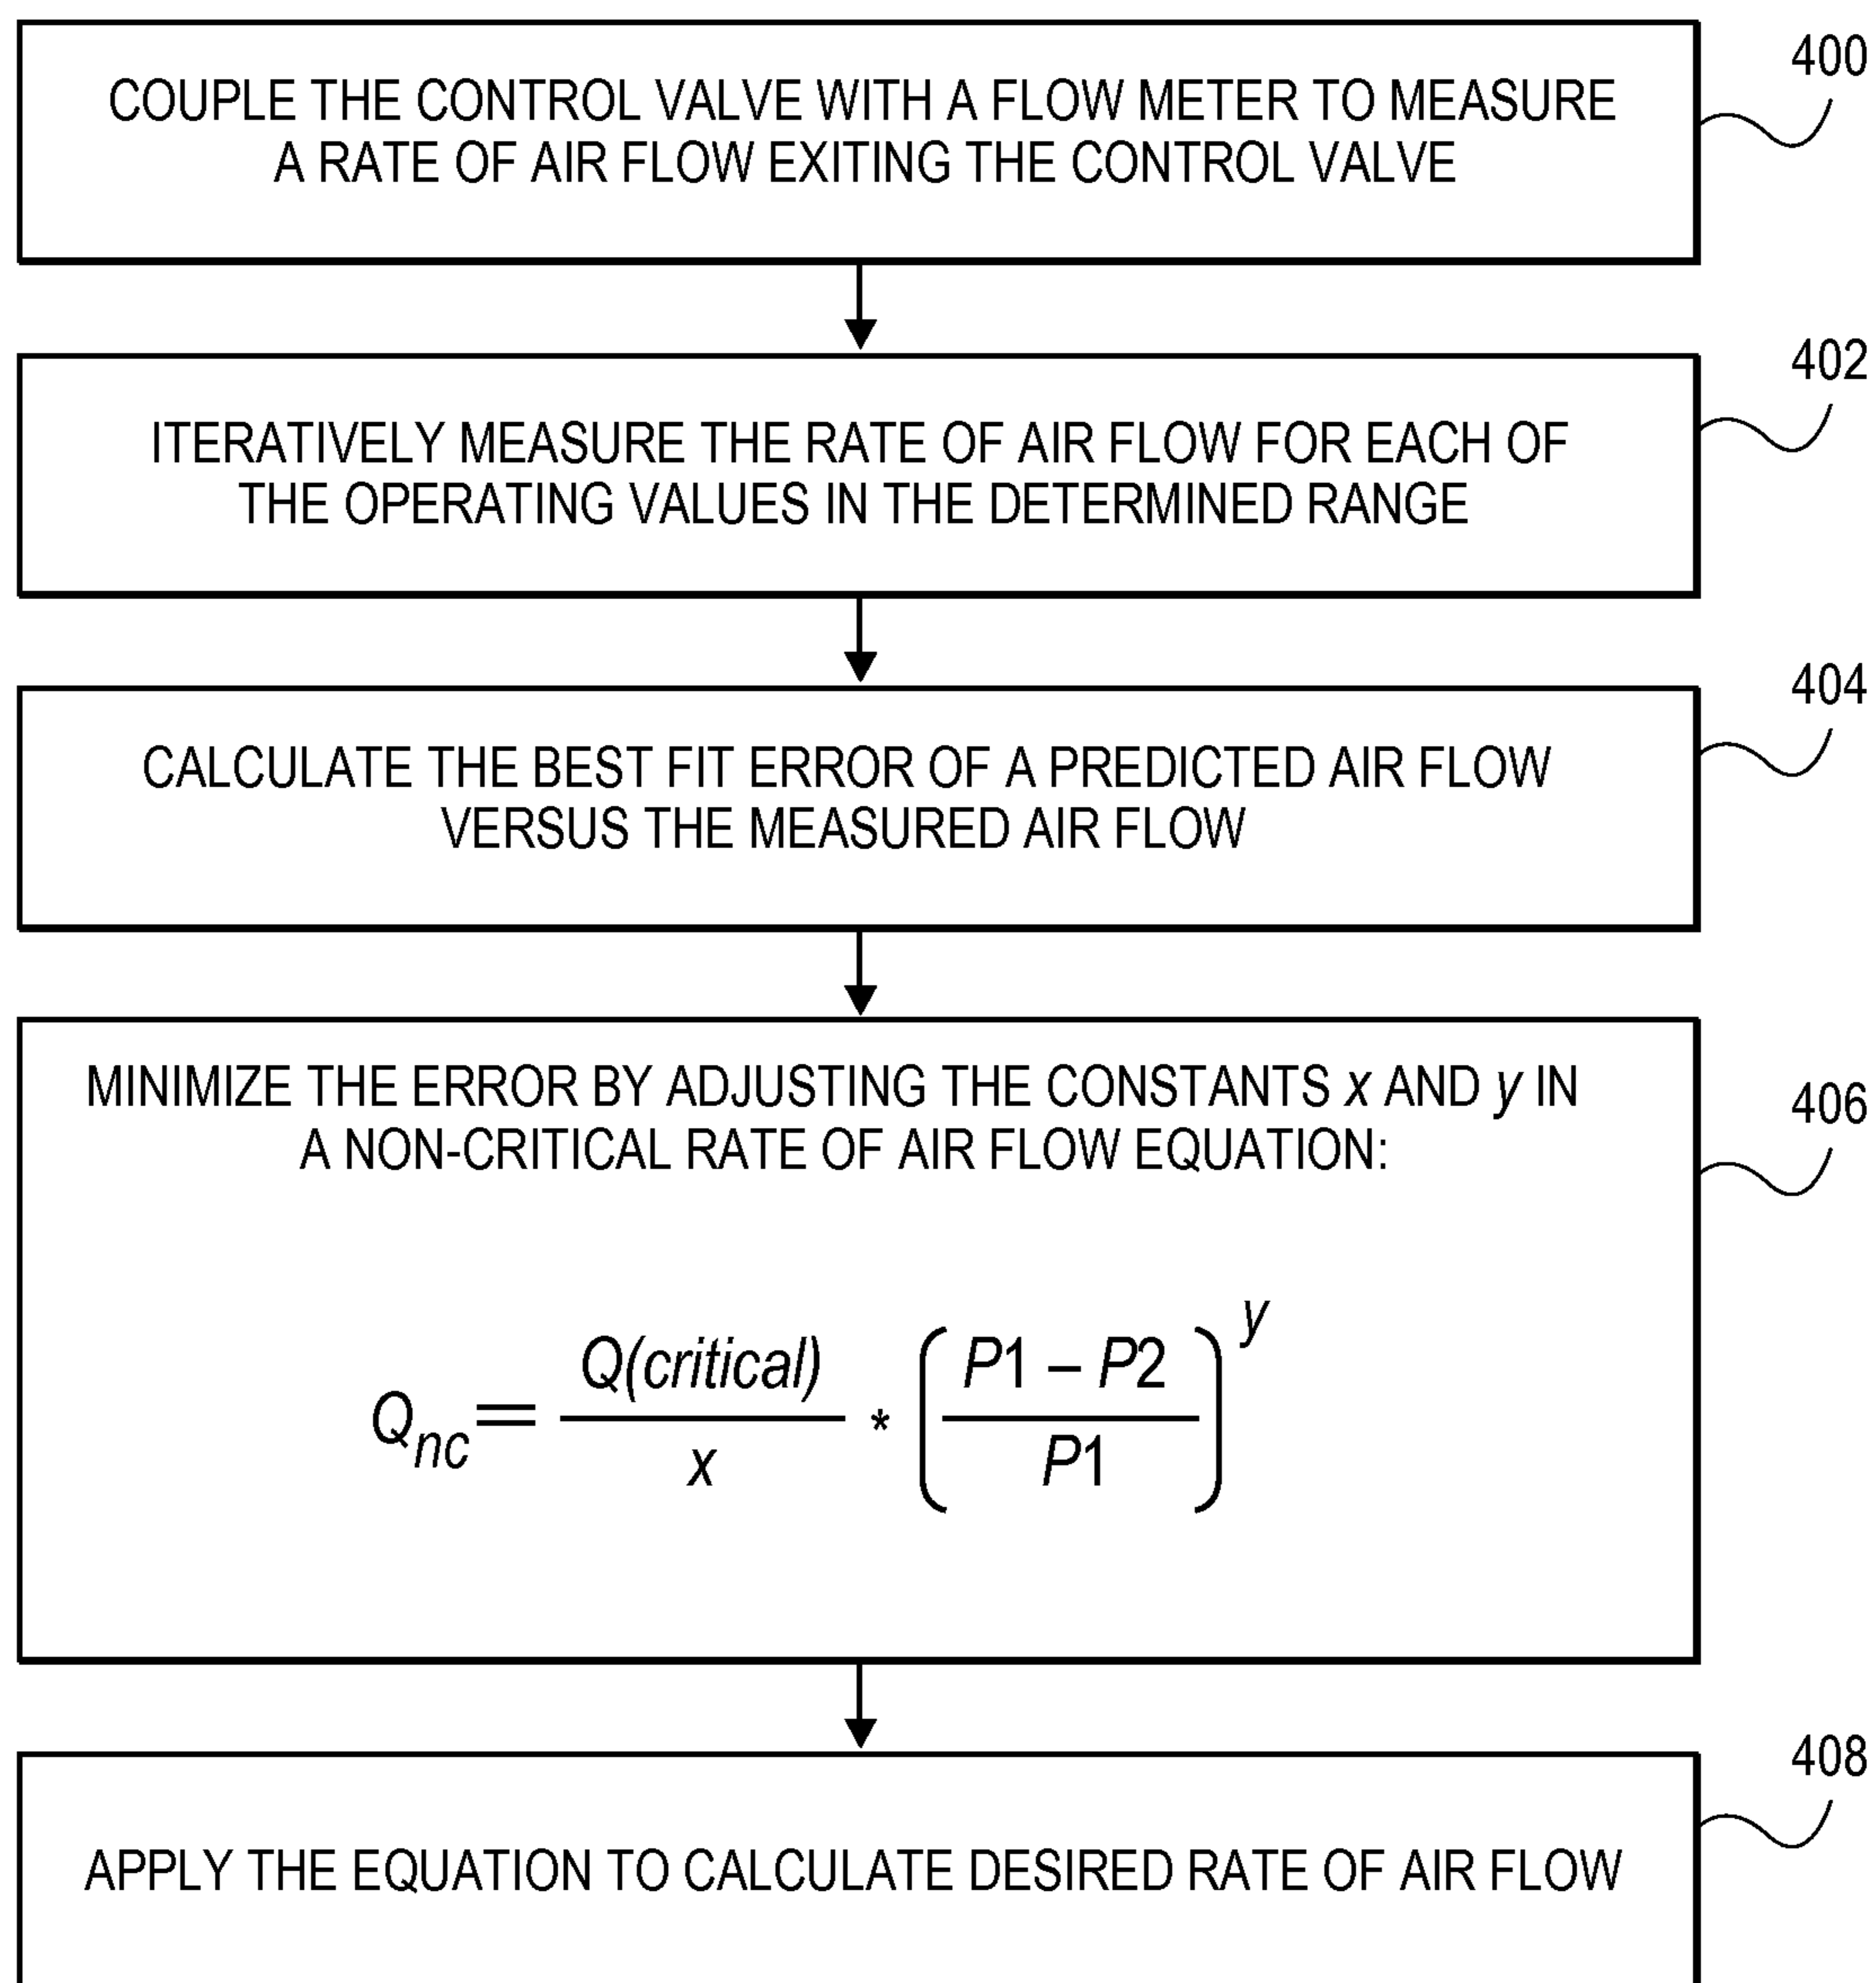 400
COUPLE THE CONTROL VALVE WITH A FLOW METER TO MEASURE
A RATE OF AIR FLOW EXITING THE CONTROL VALVE
402
ITERATIVELY MEASURE THE RATE OF AIR FLOW FOR EACH OF
THE OPERATING VALUES IN THE DETERMINED RANGE
404
CALCULATE THE BEST FIT ERROR OF A PREDICTED AIR FLOW
VERSUS THE MEASURED AIR FLOW
406
MINIMIZE THE ERROR BY ADJUSTING THE CONSTANTS x AND y IN
A NON-CRITICAL RATE OF AIR FLOW EQUATION:
Qnc = Q(critical) / x * ( (P1 – P2) / P1 )^y
408
APPLY THE EQUATION TO CALCULATE DESIRED RATE OF AIR FLOW